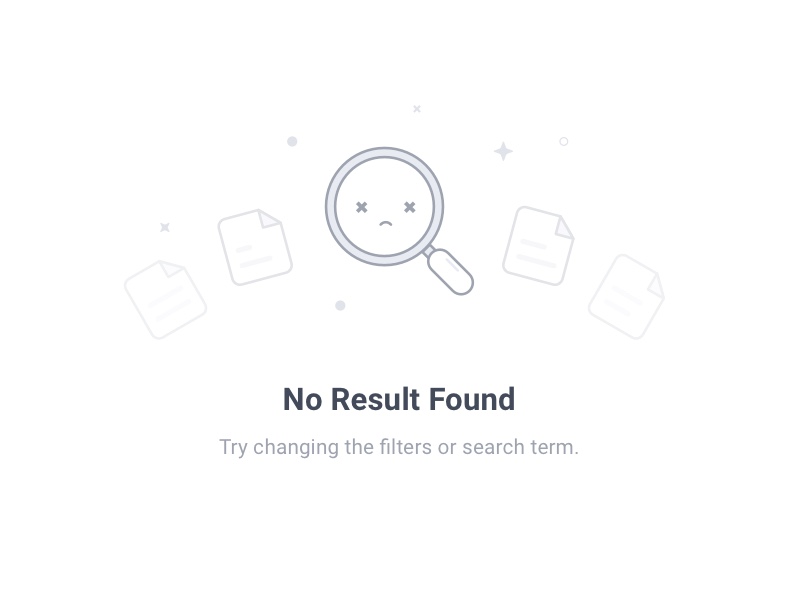 No Result Found
Try changing the filters or search term.